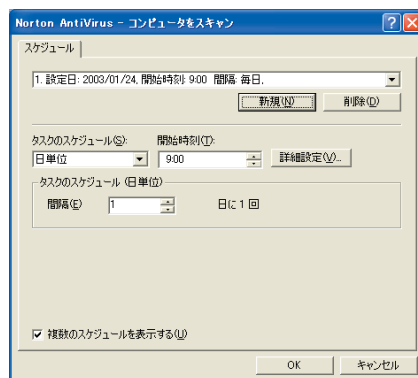 Norton AntiVirus - コンピュータをスキャン
スケジュール
1. 設定日: 2003/01/24, 開始時刻: 9:00 間隔: 毎日,
新規(N) 削除(D)
タスクのスケジュール(S): 開始時刻(T):
日単位 9:00 詳細設定(V)...
タスクのスケジュール (日単位)
間隔(E) 1 日に 1 回
複数のスケジュールを表示する(U)
OK キャンセル